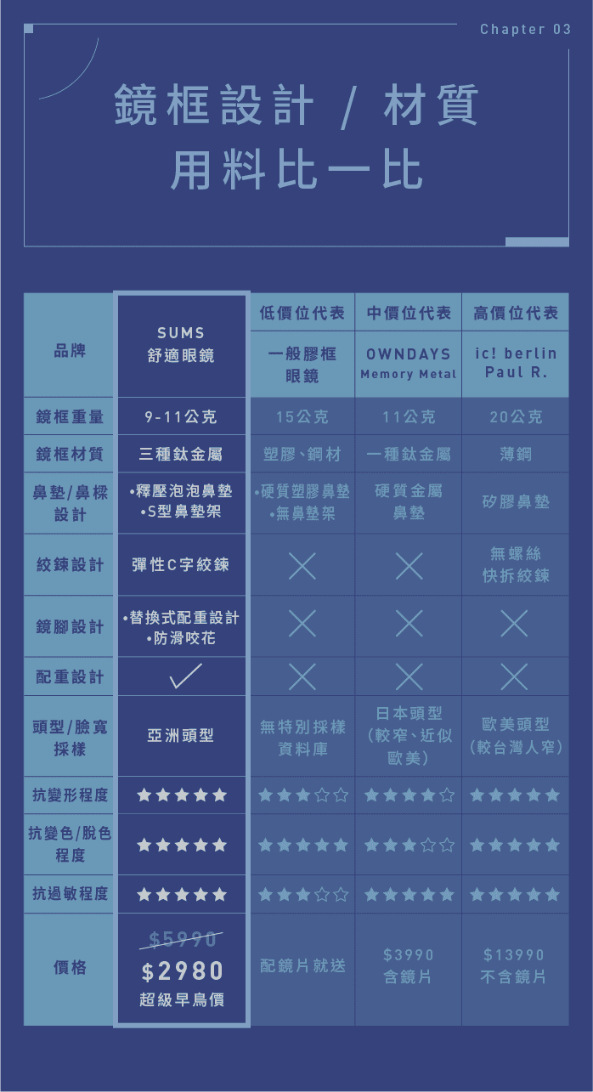 Chapter 03
鏡框設計 / 材質
用料比一比
品牌
SUMS
舒適眼鏡
低價位代表
中價位代表
高價位代表
一般膠框
眼鏡
OWNDAYS
Memory Metal
ic! berlin
Paul R.
鏡框重量
9-11公克
15公克
11公克
20公克
鏡框材質
三種鈦金屬
塑膠、鋼材
一種鈦金屬
薄鋼
鼻墊/鼻樑
設計
•釋壓泡泡鼻墊
•S型鼻墊架
•硬質塑膠鼻墊
•無鼻墊架
硬質金屬
鼻墊
矽膠鼻墊
絞鍊設計
彈性C字絞鍊
無螺絲
快拆絞鍊
鏡腳設計
•替換式配重設計
•防滑咬花
配重設計
頭型/臉寬
採樣
亞洲頭型
無特別採樣
資料庫
日本頭型
(較窄、近似
歐美)
歐美頭型
(較台灣人窄)
抗變形程度
★★★★★
★★★☆☆
★★★★☆
★★★★★
抗變色/脫色
程度
★★★★★
★★★★★
★★★☆☆
★★★★★
抗過敏程度
★★★★★
★★★☆☆
★★★★★
★★★★★
價格
$5990
$2980
超級早鳥價
配鏡片就送
$3990
含鏡片
$13990
不含鏡片